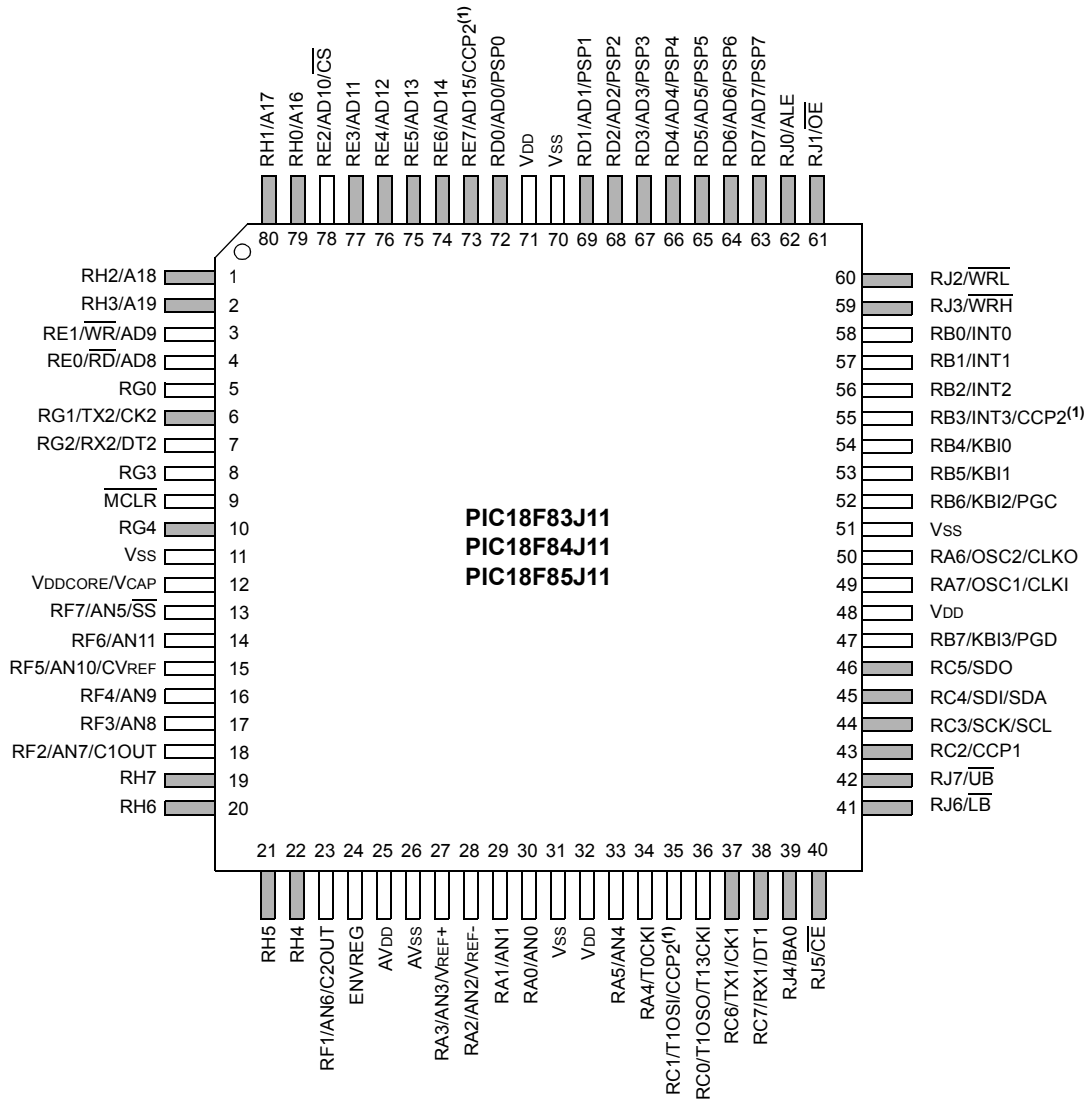 RH1/A17
RH0/A16
RE2/AD10/C̅S̅
RE3/AD11
RE4/AD12
RE5/AD13
RE6/AD14
RE7/AD15/CCP2(1)
RD0/AD0/PSP0
VDD
VSS
RD1/AD1/PSP1
RD2/AD2/PSP2
RD3/AD3/PSP3
RD4/AD4/PSP4
RD5/AD5/PSP5
RD6/AD6/PSP6
RD7/AD7/PSP7
RJ0/ALE
RJ1/O̅E̅
80 79 78 77 76 75 74 73 72 71 70 69 68 67 66 65 64 63 62 61
RH2/A18 1
RH3/A19 2
RE1/W̅R̅/AD9 3
RE0/R̅D̅/AD8 4
RG0 5
RG1/TX2/CK2 6
RG2/RX2/DT2 7
RG3 8
M̅C̅L̅R̅ 9
RG4 10
VSS 11
VDDCORE/VCAP 12
RF7/AN5/S̅S̅ 13
RF6/AN11 14
RF5/AN10/CVREF 15
RF4/AN9 16
RF3/AN8 17
RF2/AN7/C1OUT 18
RH7 19
RH6 20
PIC18F83J11
PIC18F84J11
PIC18F85J11
60 RJ2/W̅R̅L̅
59 RJ3/W̅R̅H̅
58 RB0/INT0
57 RB1/INT1
56 RB2/INT2
55 RB3/INT3/CCP2(1)
54 RB4/KBI0
53 RB5/KBI1
52 RB6/KBI2/PGC
51 VSS
50 RA6/OSC2/CLKO
49 RA7/OSC1/CLKI
48 VDD
47 RB7/KBI3/PGD
46 RC5/SDO
45 RC4/SDI/SDA
44 RC3/SCK/SCL
43 RC2/CCP1
42 RJ7/U̅B̅
41 RJ6/L̅B̅
21 22 23 24 25 26 27 28 29 30 31 32 33 34 35 36 37 38 39 40
RH5
RH4
RF1/AN6/C2OUT
ENVREG
AVDD
AVSS
RA3/AN3/VREF+
RA2/AN2/VREF-
RA1/AN1
RA0/AN0
VSS
VDD
RA5/AN4
RA4/T0CKI
RC1/T1OSI/CCP2(1)
RC0/T1OSO/T13CKI
RC6/TX1/CK1
RC7/RX1/DT1
RJ4/BA0
RJ5/C̅E̅